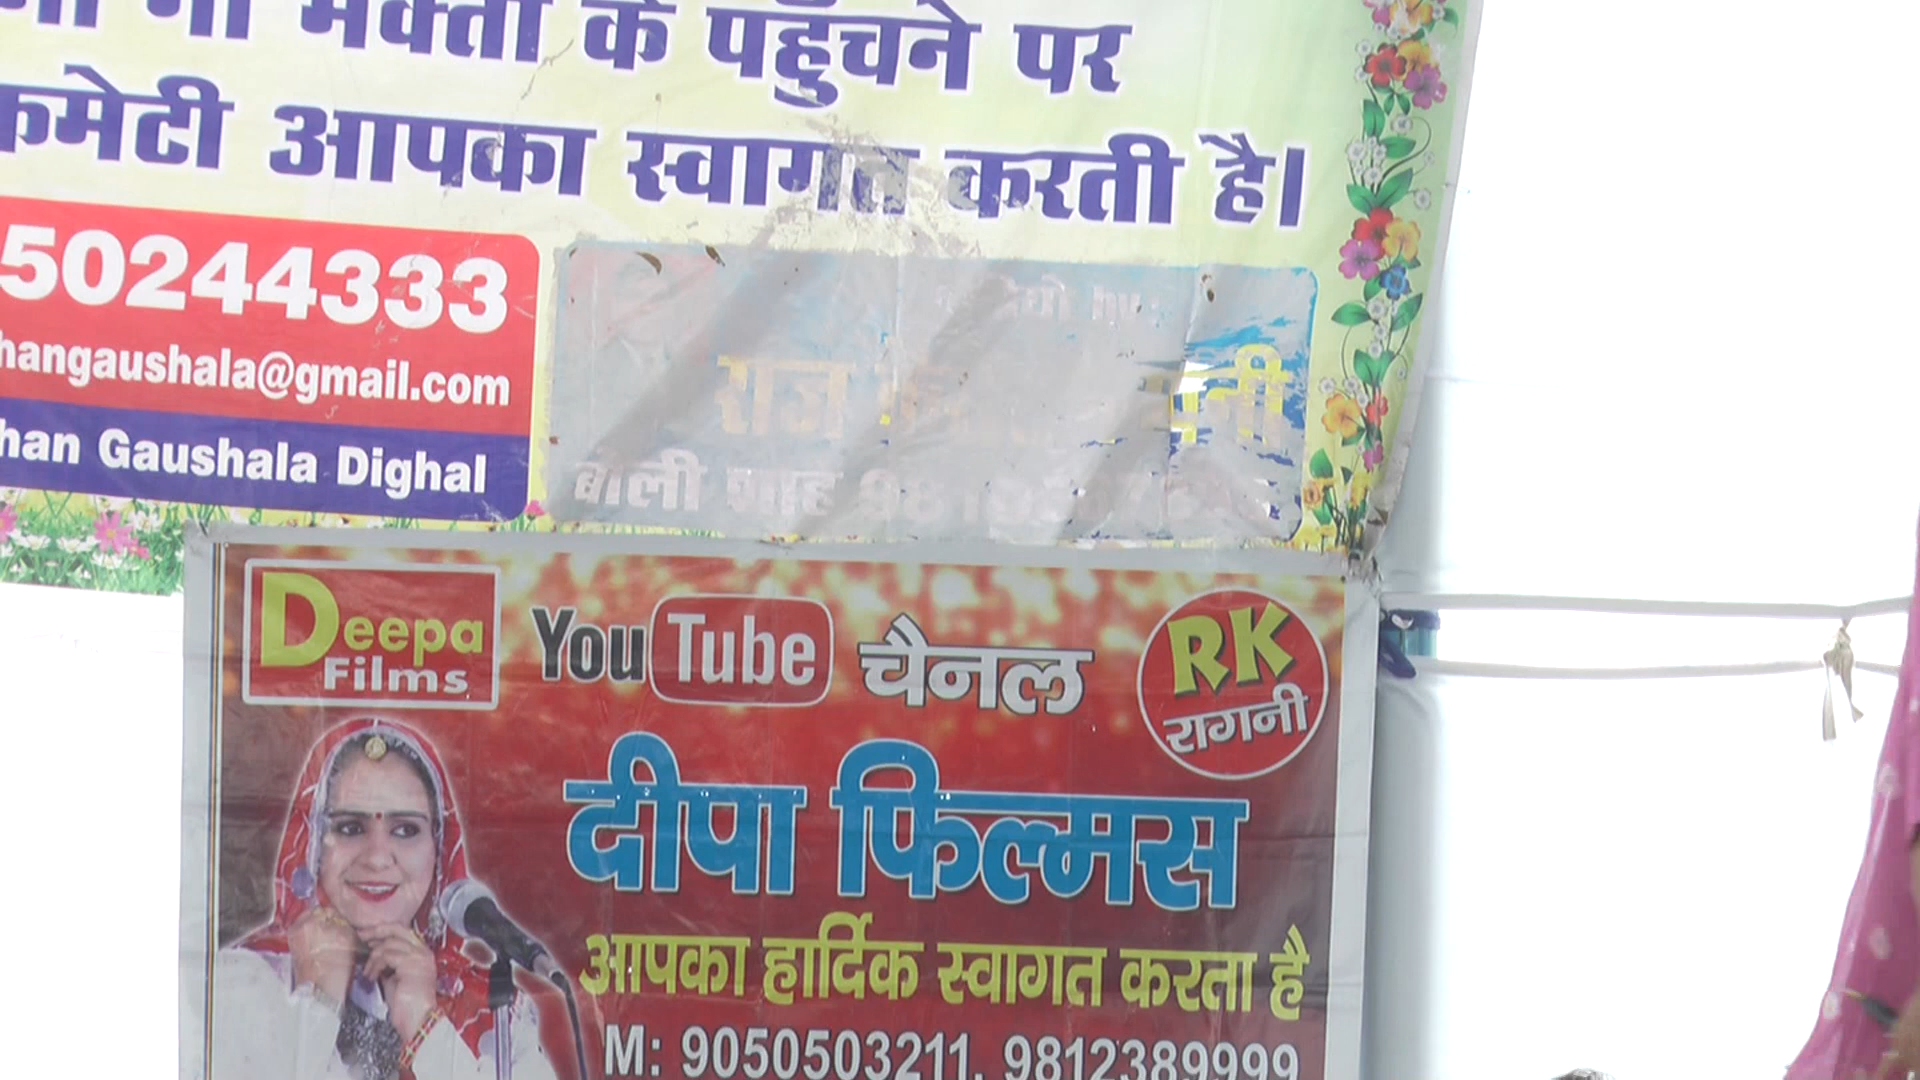 भक्तों के पहुंचने पर
कमेटी आपका स्वागत करती है।
50244333
hangaushala@gmail.com
han Gaushala Dighal
राज
बाली
Deepa Films
YouTube चैनल
RK रागनी
दीपा फिल्मस
आपका हार्दिक स्वागत करता है
M: 9050503211, 9812389999